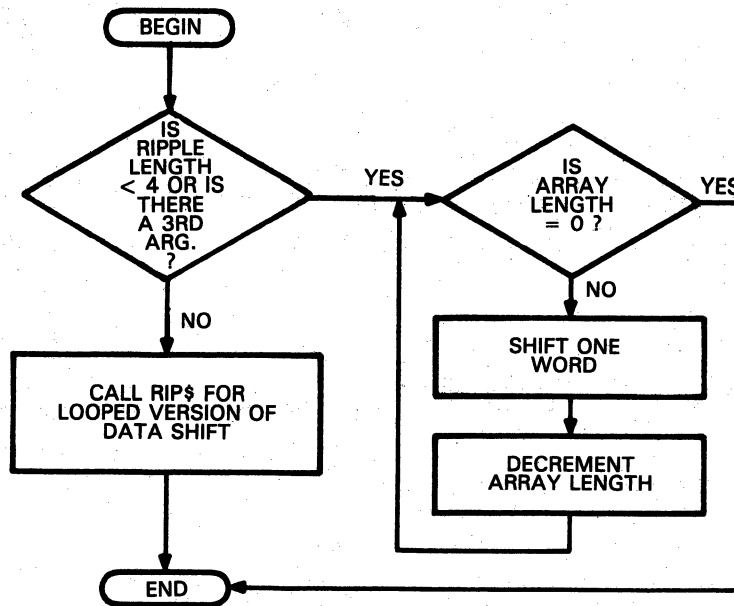 BEGIN
IS
RIPPLE
LENGTH
< 4 OR IS
THERE
A 3RD
ARG.
?
YES
NO
CALL RIP$ FOR
LOOPED VERSION OF
DATA SHIFT
IS
ARRAY
LENGTH
= 0 ?
YES
NO
SHIFT ONE
WORD
DECREMENT
ARRAY LENGTH
END